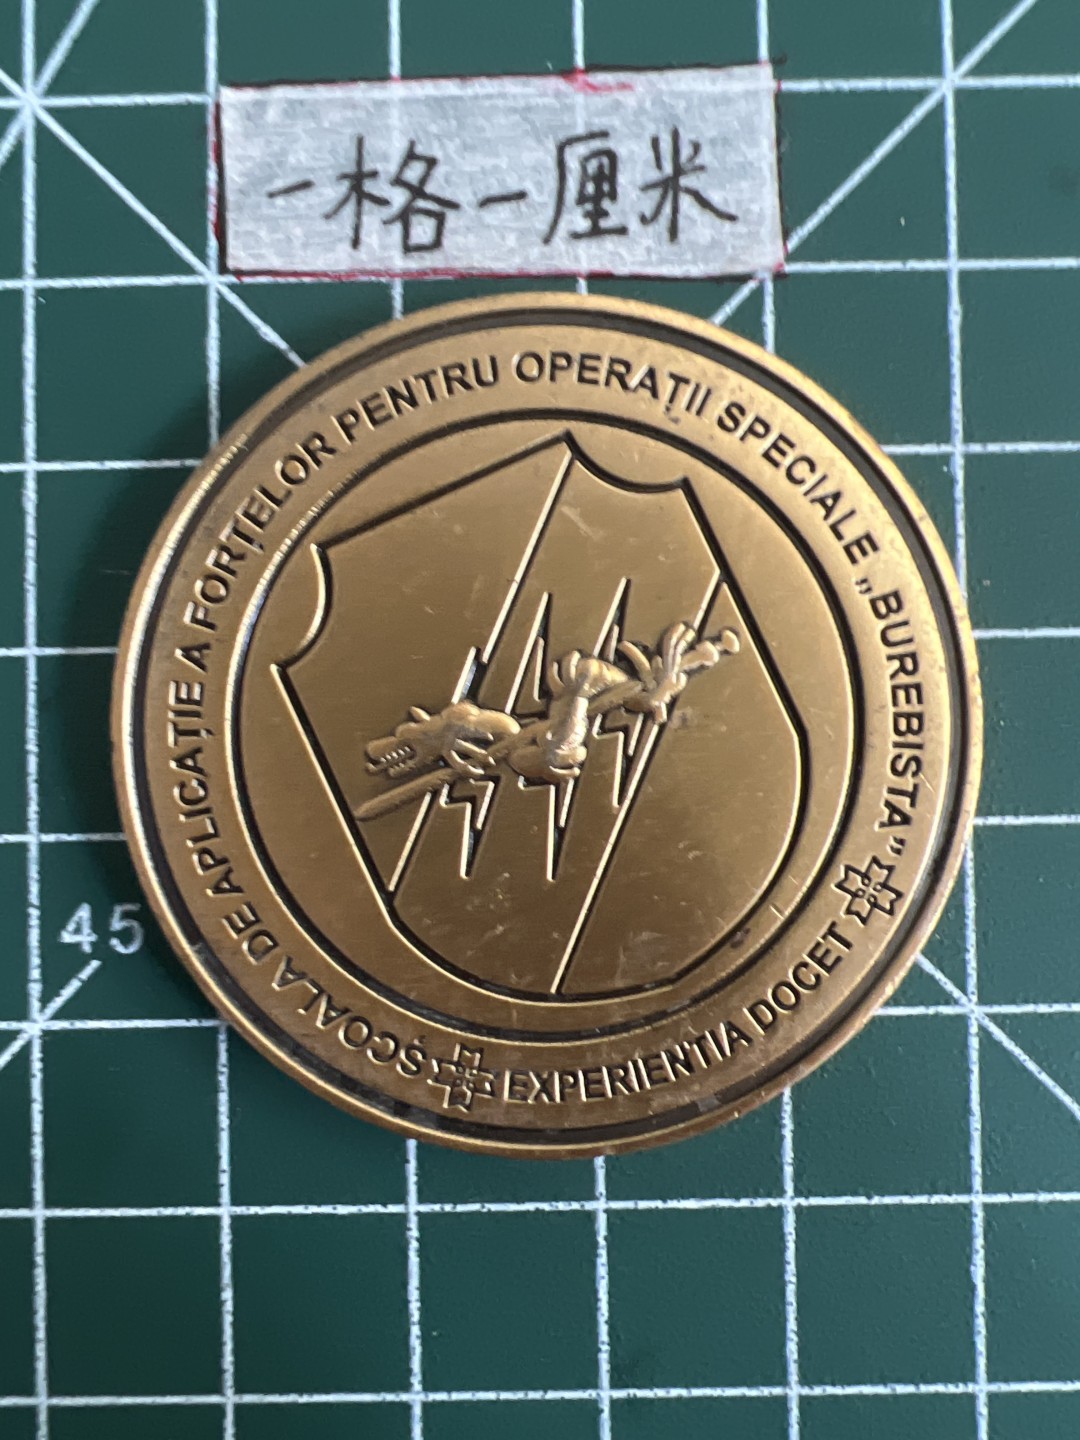 一格一厘米
ȘCOALA DE APLICAȚIE A FORȚELOR PENTRU OPERAȚII SPECIALE „BUREBISTA“
EXPERIENTIA DOCET
45